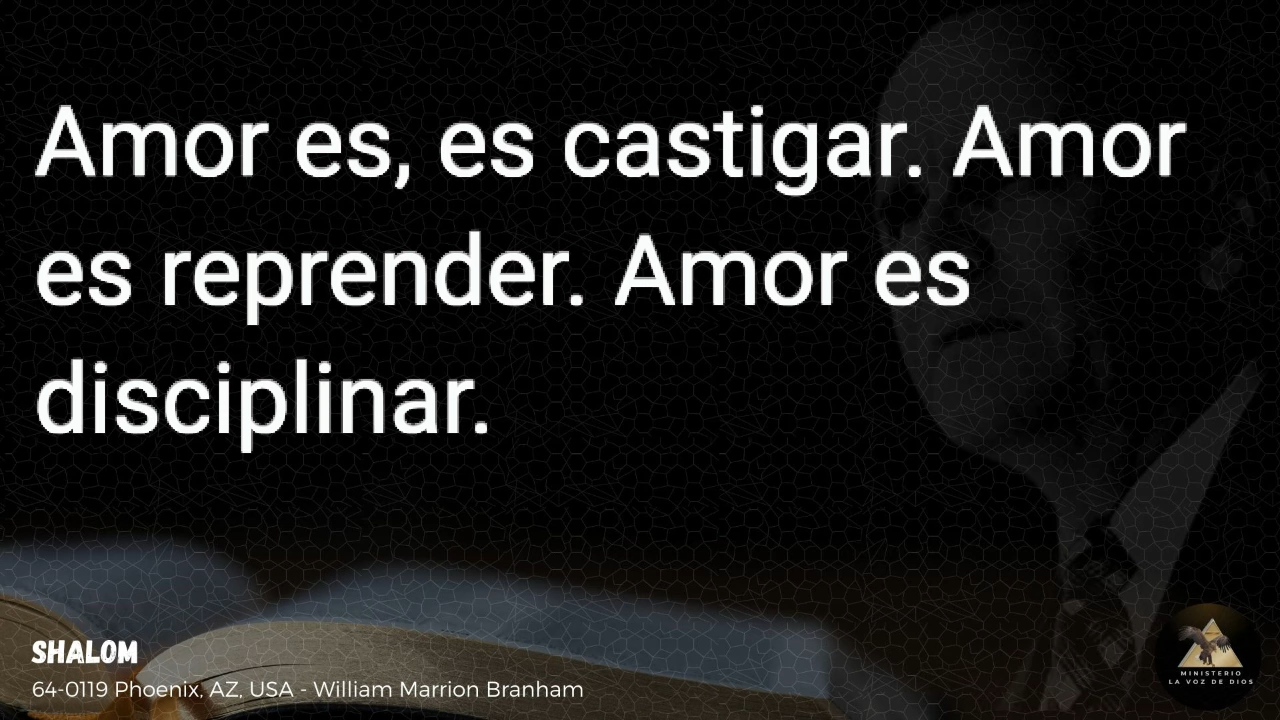 Amor es, es castigar. Amor
es reprender. Amor es
disciplinar.
SHALOM
64-0119 Phoenix, AZ, USA - William Marrion Branham
MINISTERIO
LA VOZ DE DIOS